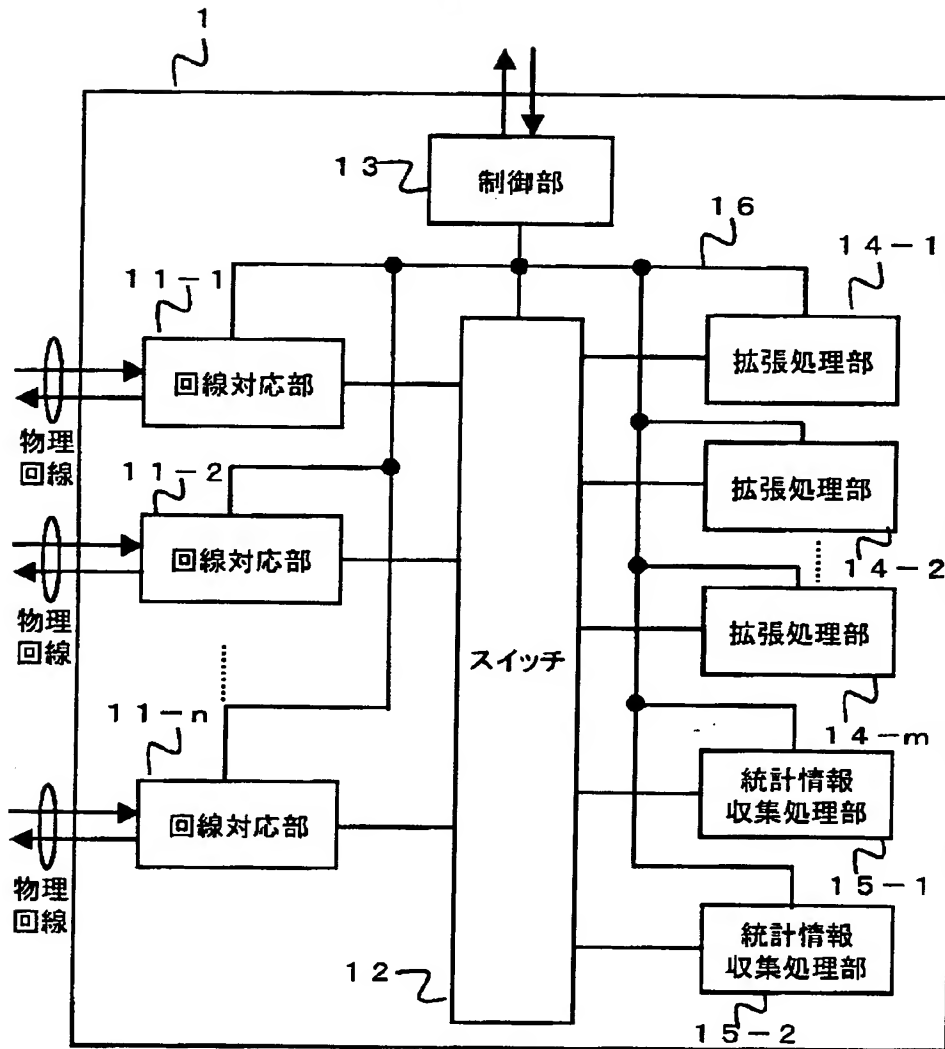 1
13
制御部
16
14-1
11-1
拡張処理部
回線対応部
物理
回線
11-2
拡張処理部
14-2
回線対応部
物理
回線
拡張処理部
スイッチ
14-m
11-n
統計情報
収集処理部
回線対応部
15-1
物理
回線
統計情報
収集処理部
12
15-2